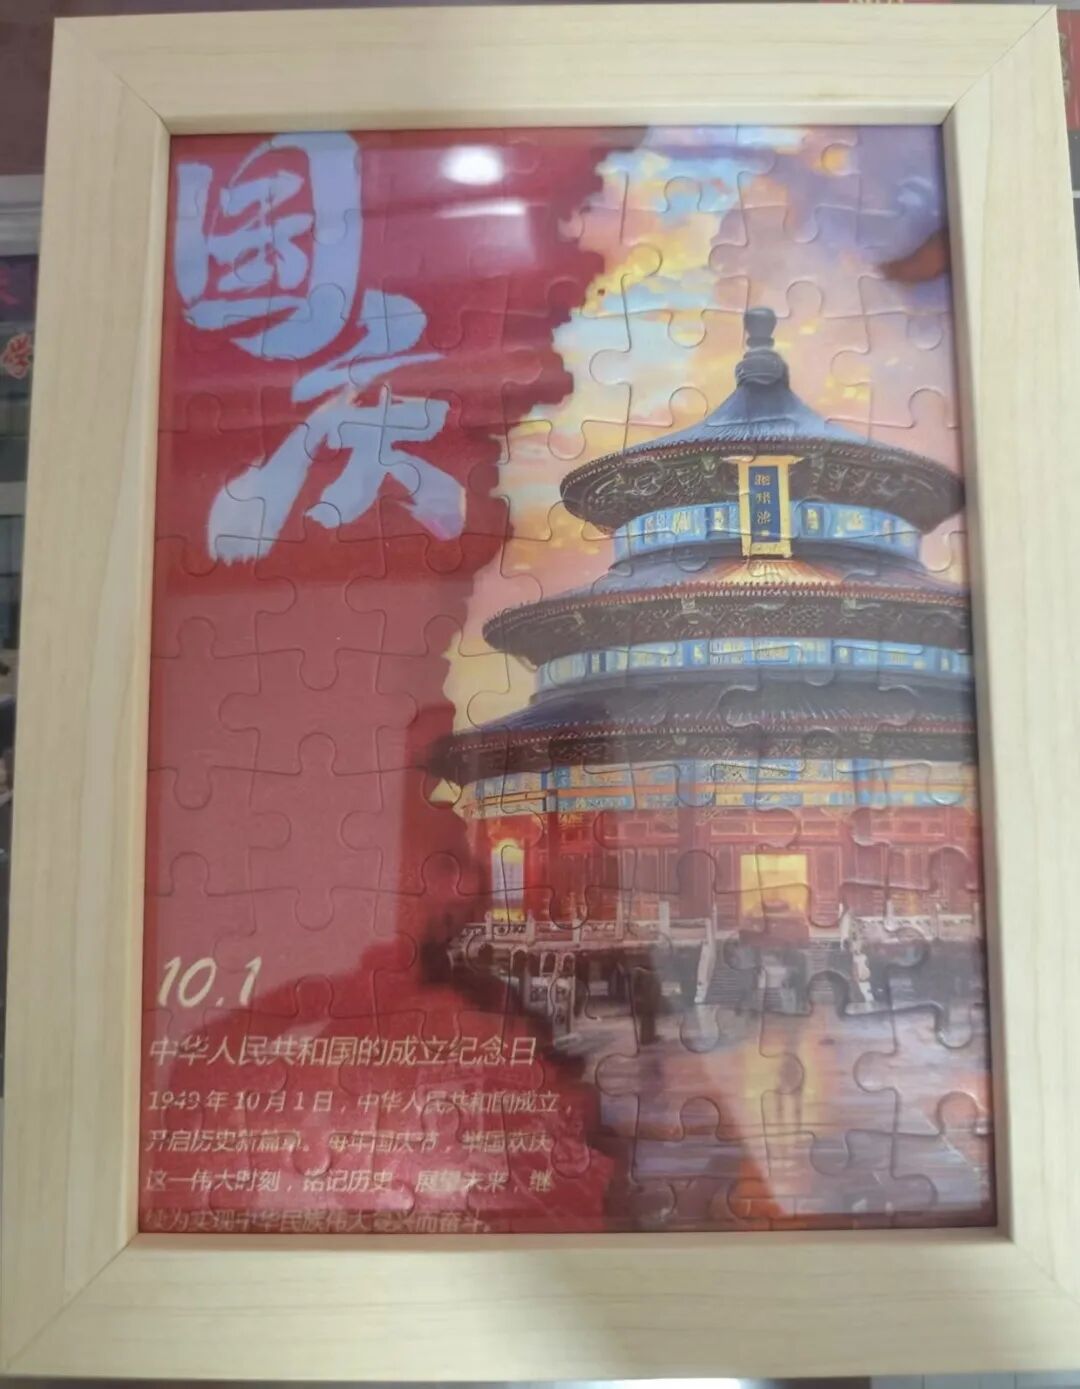 国庆
10.1
中华人民共和国的成立纪念日
1949年10月1日，中华人民共和国成立，
开启历史新篇章。每年国庆节，举国欢庆
这一伟大时刻，铭记历史，展望未来，继
续为实现中华民族伟大复兴而奋斗。